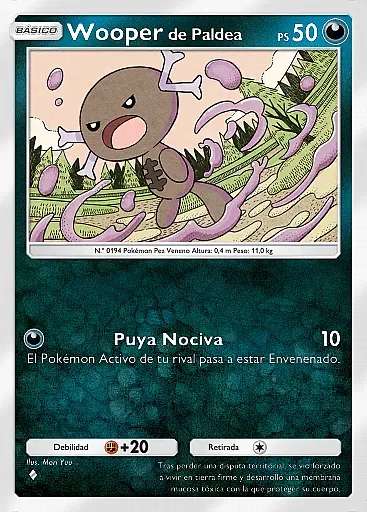 BÁSICO Wooper de Paldea PS 50
N.º 0194 Pokémon Pez Veneno Altura: 0,4 m Peso: 11,0 kg
Puya Nociva 10
El Pokémon Activo de tu rival pasa a estar Envenenado.
Debilidad +20 Retirada
Ilus. Mori Yuu
Tras perder una disputa territorial, se vio forzado
a vivir en tierra firme y desarrolló una membrana
mucosa tóxica con la que proteger su cuerpo.